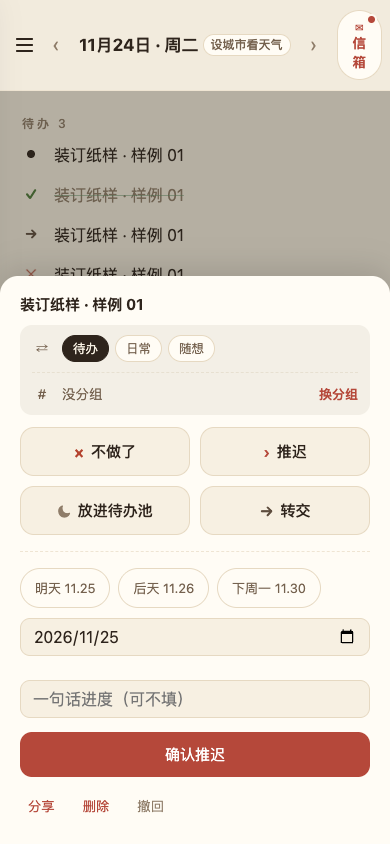 11月24日 · 周二
设城市看天气
信
箱
待办 3
装订纸样 · 样例 01
装订纸样 · 样例 01
装订纸样 · 样例 01
装订纸样 · 样例 01
装订纸样 · 样例 01
待办 日常 随想
# 没分组 换分组
不做了
推迟
放进待办池
转交
明天 11.25
后天 11.26
下周一 11.30
2026/11/25
一句话进度（可不填）
确认推迟
分享 删除 撤回